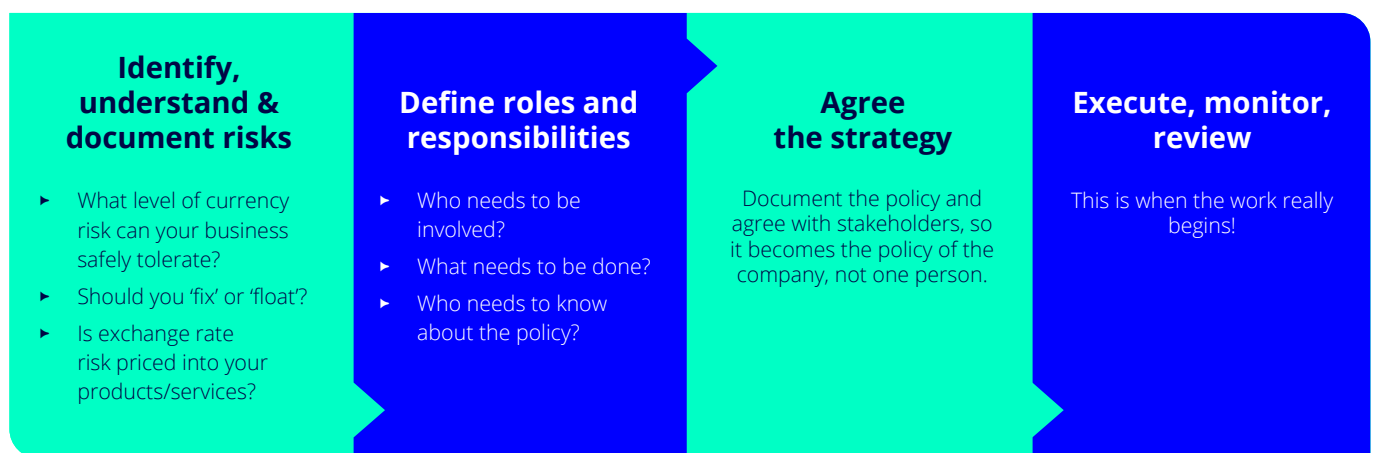 Identify,
understand &
document risks
► What level of currency
risk can your business
safely tolerate?
► Should you ‘fix’ or ‘float’?
► Is exchange rate
risk priced into your
products/services?
Define roles and
responsibilities
► Who needs to be
involved?
► What needs to be done?
► Who needs to know
about the policy?
Agree
the strategy
Document the policy and
agree with stakeholders, so
it becomes the policy of the
company, not one person.
Execute, monitor,
review
This is when the work really
begins!